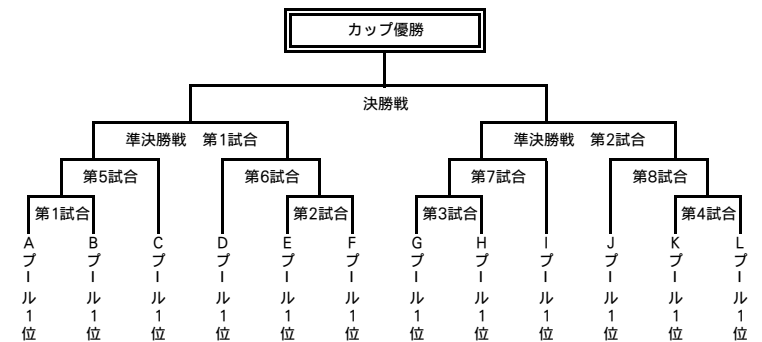 カップ優勝
決勝戦
準決勝戦　第1試合
準決勝戦　第2試合
第5試合
第6試合
第7試合
第8試合
第1試合
第2試合
第3試合
第4試合
Aプール1位
Bプール1位
Cプール1位
Dプール1位
Eプール1位
Fプール1位
Gプール1位
Hプール1位
Iプール1位
Jプール1位
Kプール1位
Lプール1位